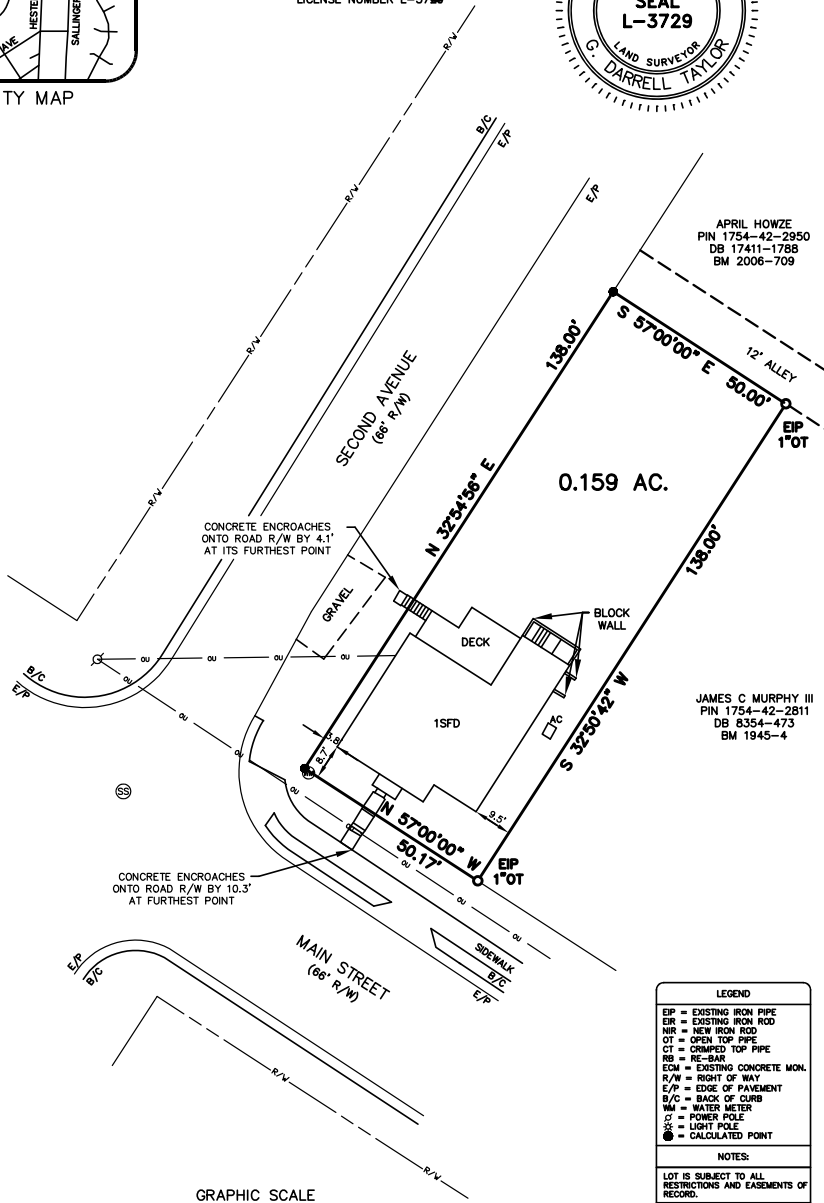 HESTE
SALLINGER
AVE
TY MAP
SEAL
L-3729
LAND SURVEYOR
G. DARRELL TAYLOR
R/W
B/C
E/P
E/P
R/W
APRIL HOWZE
PIN 1754-42-2950
DB 17411-1788
BM 2006-709
R/W
138.00'
S 57°00'00" E 50.00'
12' ALLEY
EIP
1"OT
SECOND AVENUE
(66' R/W)
N 32°54'56" E
0.159 AC.
R/W
CONCRETE ENCROACHES
ONTO ROAD R/W BY 4.1'
AT ITS FURTHEST POINT
138.00'
GRAVEL
BLOCK
WALL
DECK
OU OU OU OU
B/C
E/P
OU
OU
OU
1SFD
S 32°50'42" W
JAMES C MURPHY III
PIN 1754-42-2811
DB 8354-473
BM 1945-4
3.8'
8.7'
SS
9.5'
N 57°00'00" W
50.17'
OU
OU
OU
OU
EIP
1"OT
CONCRETE ENCROACHES
ONTO ROAD R/W BY 10.3'
AT FURTHEST POINT
MAIN STREET
(66' R/W)
SIDEWALK
B/C
E/P
E/P
B/C
R/W
R/W
LEGEND
EIP = EXISTING IRON PIPE
EIR = EXISTING IRON ROD
NIR = NEW IRON ROD
OT = OPEN TOP PIPE
CT = CRIMPED TOP PIPE
RB = RE-BAR
ECM = EXISTING CONCRETE MON.
R/W = RIGHT OF WAY
E/P = EDGE OF PAVEMENT
B/C = BACK OF CURB
WM = WATER METER
= POWER POLE
= LIGHT POLE
= CALCULATED POINT
NOTES:
LOT IS SUBJECT TO ALL
RESTRICTIONS AND EASEMENTS OF
RECORD.
GRAPHIC SCALE